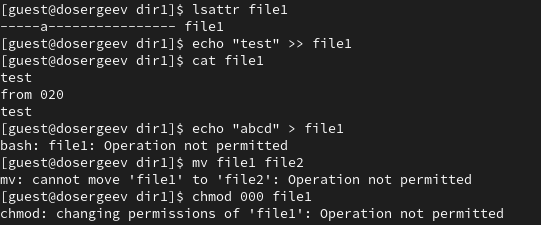 [guest@dosergeev dir1]$ lsattr file1
-----a---------------- file1
[guest@dosergeev dir1]$ echo "test" >> file1
[guest@dosergeev dir1]$ cat file1
test
from 020
test
[guest@dosergeev dir1]$ echo "abcd" > file1
bash: file1: Operation not permitted
[guest@dosergeev dir1]$ mv file1 file2
mv: cannot move 'file1' to 'file2': Operation not permitted
[guest@dosergeev dir1]$ chmod 000 file1
chmod: changing permissions of 'file1': Operation not permitted